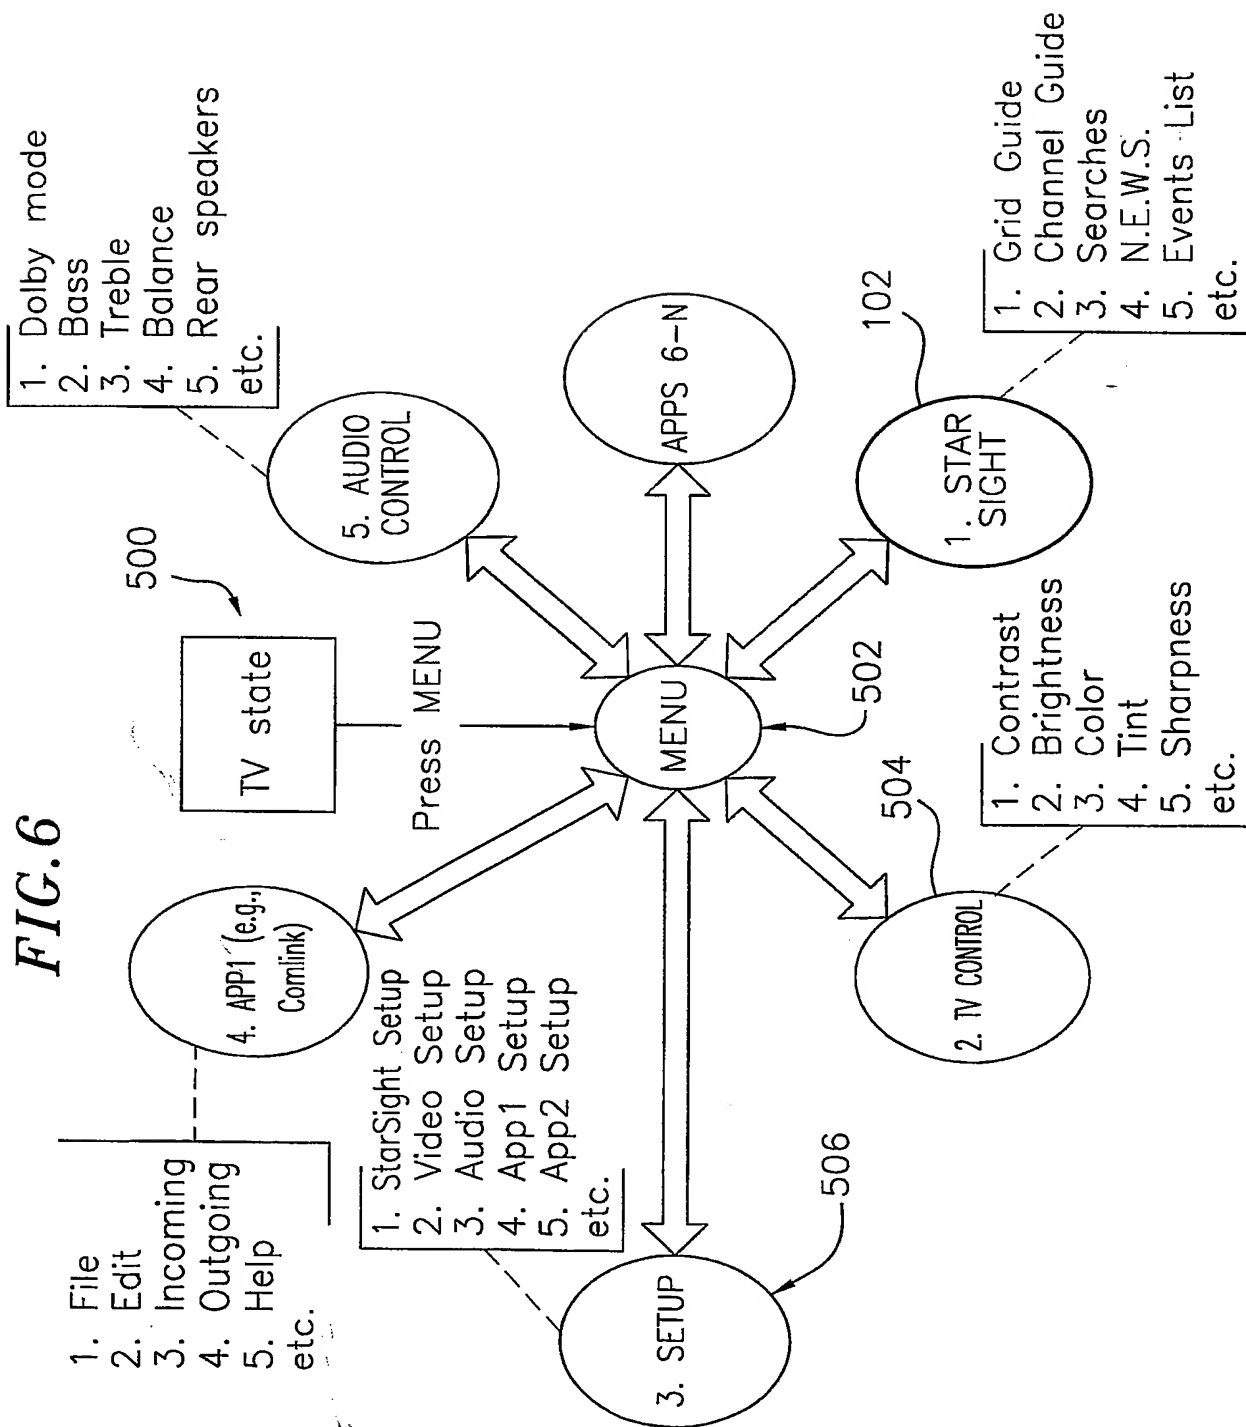 FIG.6
1. File
2. Edit
3. Incoming
4. Outgoing
5. Help
etc.
4. APP1 (e.g.,
Comlink)
TV state
500
Press MENU
1. Dolby mode
2. Bass
3. Treble
4. Balance
5. Rear speakers
etc.
5. AUDIO
CONTROL
1. StarSight Setup
2. Video Setup
3. Audio Setup
4. App1 Setup
5. App2 Setup
etc.
3. SETUP
506
MENU
502
APPS 6-N
2. TV CONTROL
504
1. Contrast
2. Brightness
3. Color
4. Tint
5. Sharpness
etc.
1. STAR
SIGHT
102
1. Grid Guide
2. Channel Guide
3. Searches
4. N.E.W.S.
5. Events List
etc.